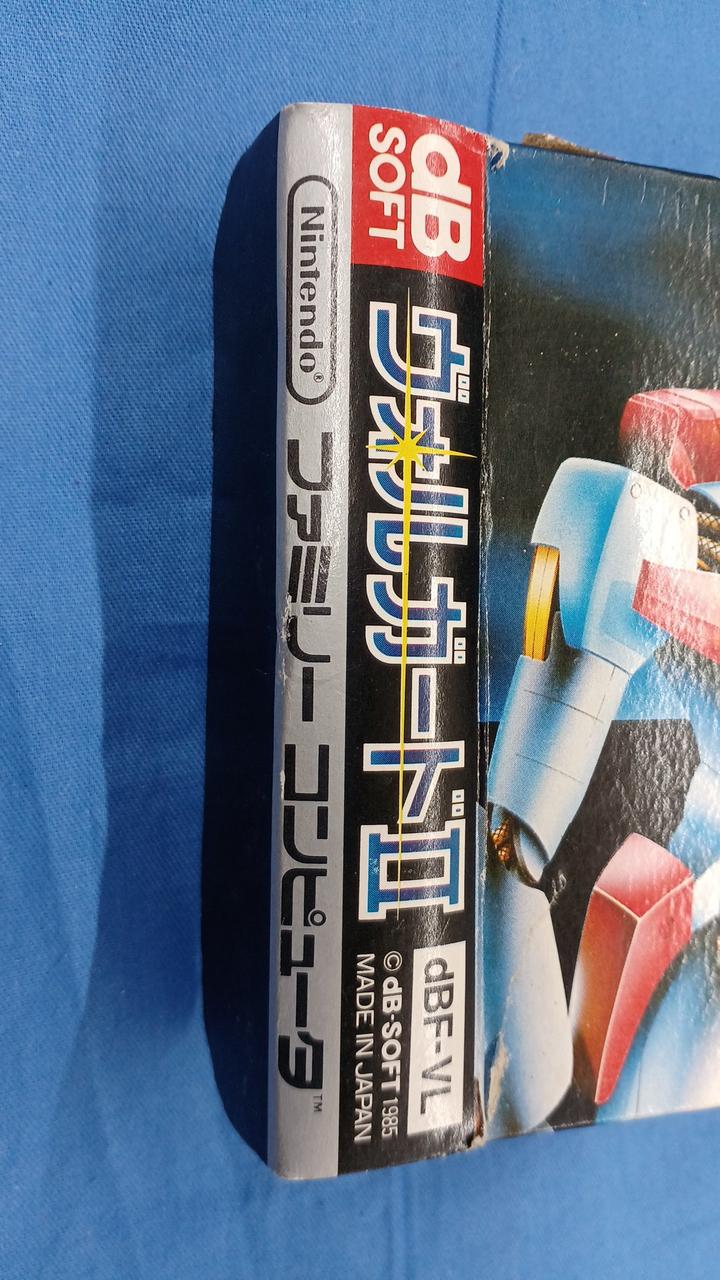 dB
SOFT
ヴォルガードII
dBF-VL
© dB-SOFT 1985
MADE IN JAPAN
Nintendo®
ファミリー コンピュータ™